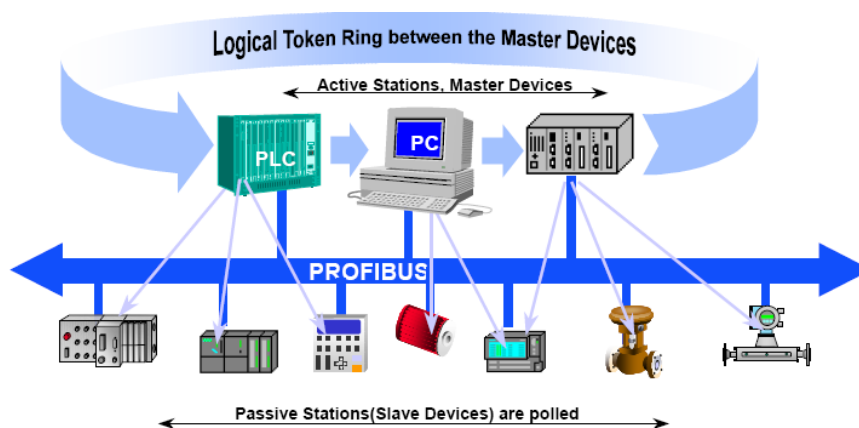 Logical Token Ring between the Master Devices
Active Stations, Master Devices
PLC
PC
PROFIBUS
Passive Stations(Slave Devices) are polled